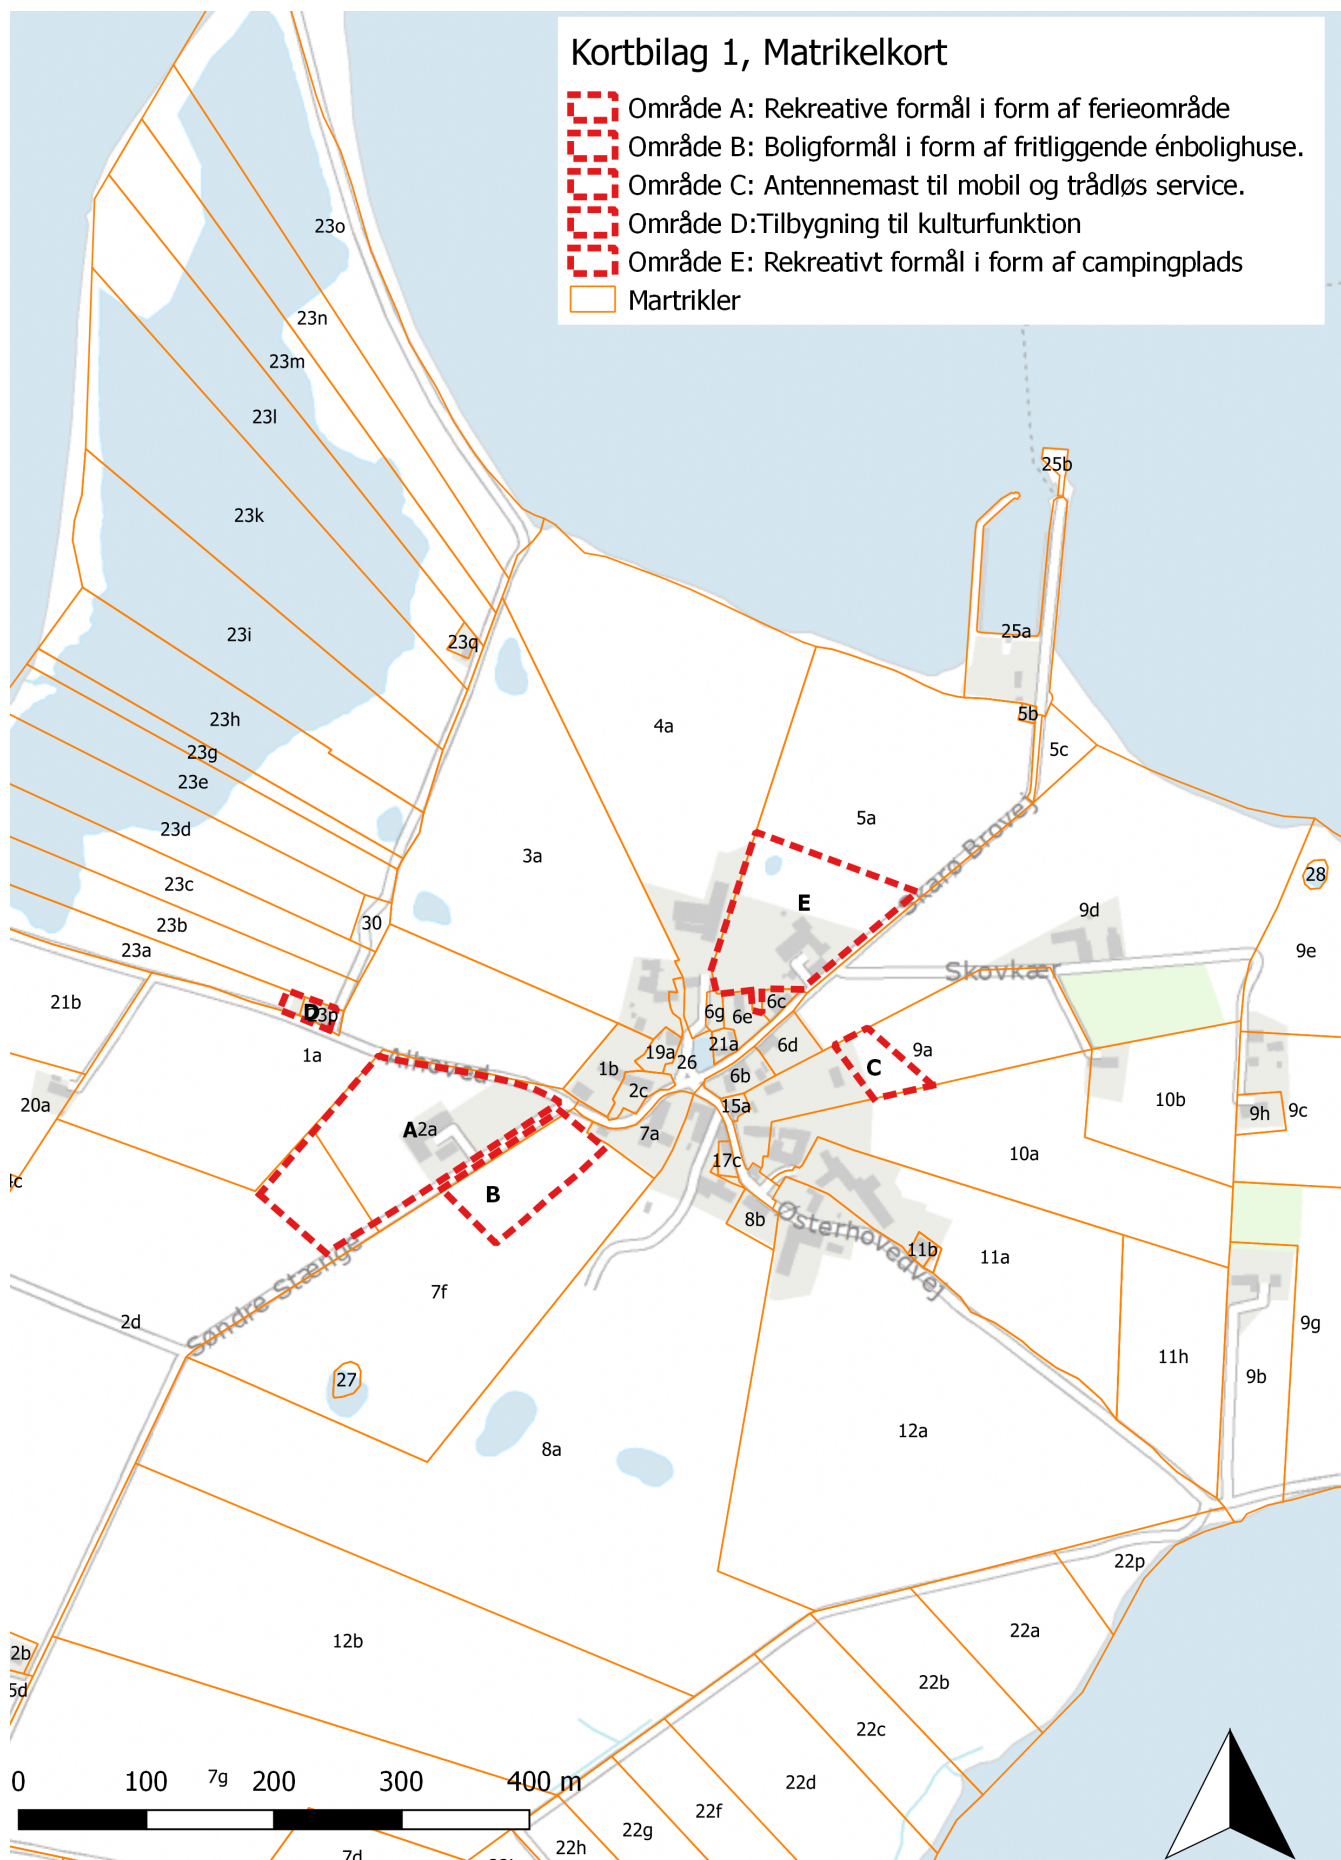 Kortbilag 1, Matrikelkort
Område A: Rekreative formål i form af ferieområde
Område B: Boligformål i form af fritliggende énbolighuse.
Område C: Antennemast til mobil og trådløs service.
Område D:Tilbygning til kulturfunktion
Område E: Rekreativt formål i form af campingplads
Martrikler
23o
23n
23m
23l
25b
23k
25a
23i
23q
23h
4a
5b
23g
5c
23e
5a
23d
Skarø Brovej
3a
28
23c
E
9d
30
23b
9e
23a
Skovkær
21b
6c
D
23p
6g
6e
21a
6d
1a
Alhoved
19a
26
9a
1b
C
6b
2c
20a
15a
10b
9h
9c
A
2a
7a
10a
17c
B
8b
Østerhovedvej
11b
11a
7f
Søndre Stænge
2d
9g
11h
27
9b
12a
8a
22p
12b
22a
2b
22b
5d
22c
0 100 200 300 400 m
7g
22d
22f
22g
22h
7d